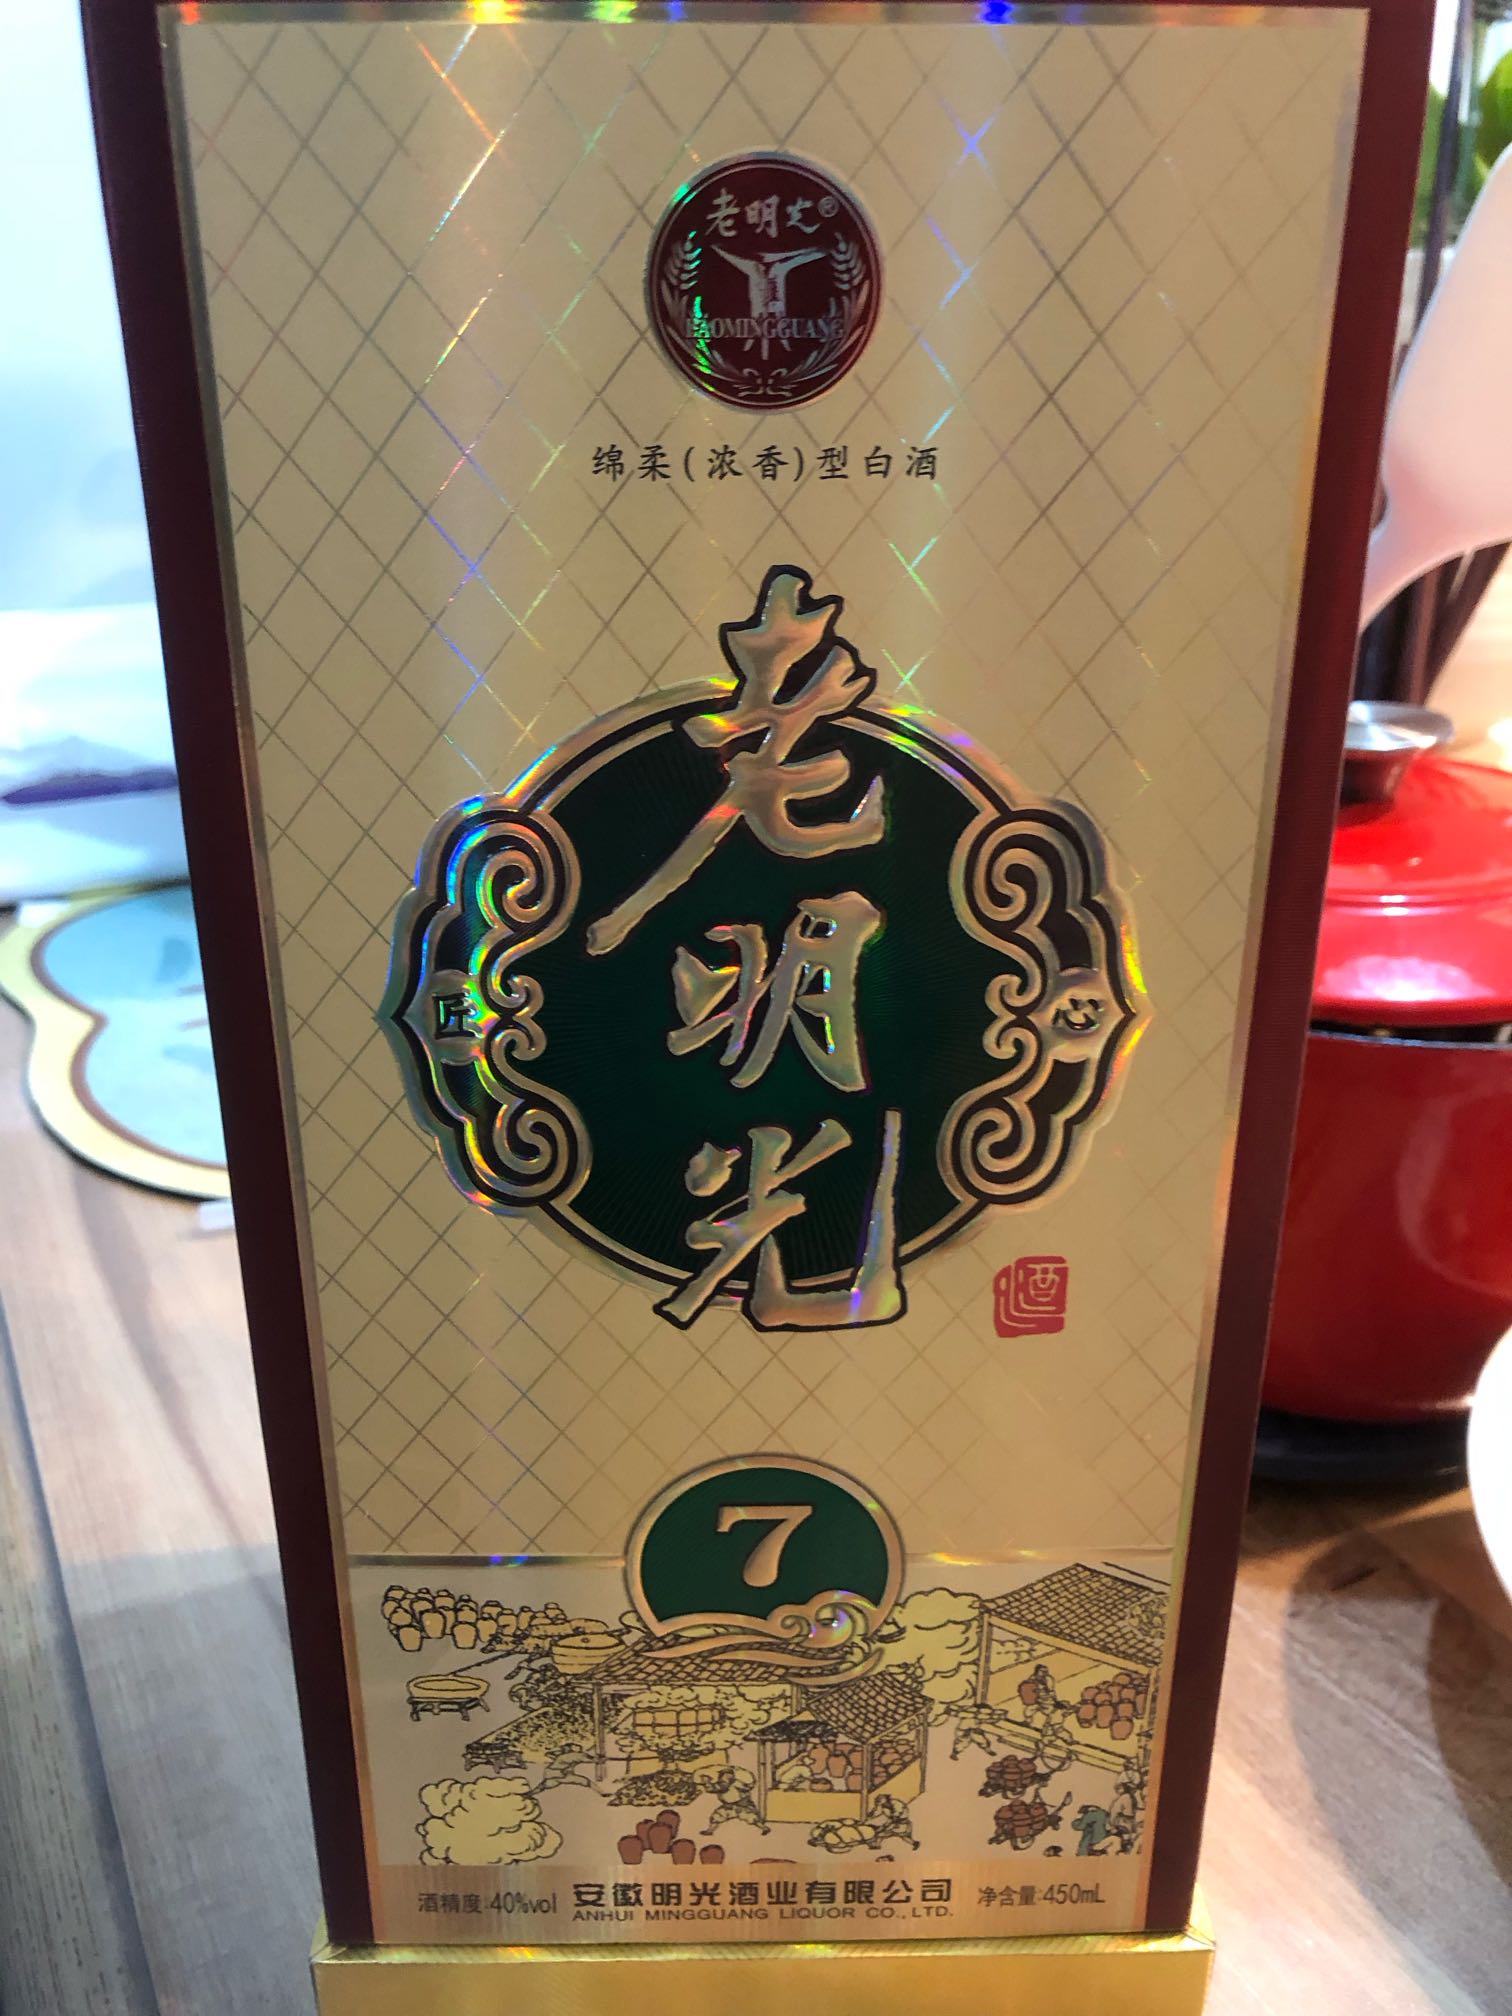 老明光®
LAOMINGGUANG
绵柔(浓香)型白酒
老明光
匠心
酒
7
酒精度:40%vol 安徽明光酒业有限公司 净含量:450mL
ANHUI MINGGUANG LIQUOR CO., LTD.